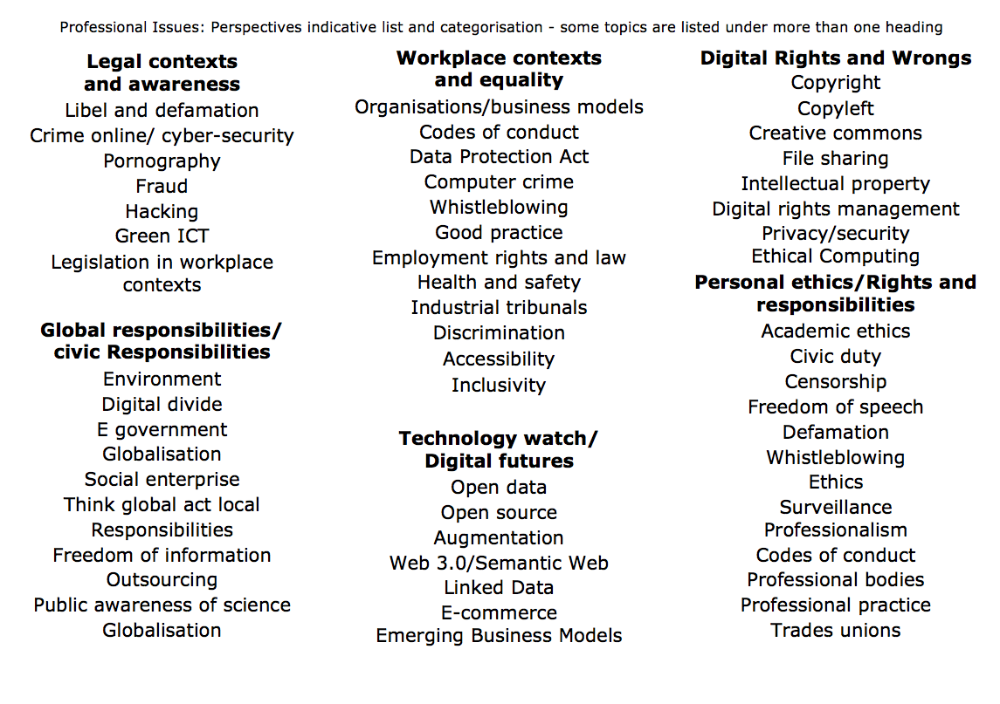 Professional Issues: Perspectives indicative list and categorisation - some topics are listed under more than one heading
Legal contexts
and awareness
Libel and defamation
Crime online/ cyber-security
Pornography
Fraud
Hacking
Green ICT
Legislation in workplace
contexts
Global responsibilities/
civic Responsibilities
Environment
Digital divide
E government
Globalisation
Social enterprise
Think global act local
Responsibilities
Freedom of information
Outsourcing
Public awareness of science
Globalisation
Workplace contexts
and equality
Organisations/business models
Codes of conduct
Data Protection Act
Computer crime
Whistleblowing
Good practice
Employment rights and law
Health and safety
Industrial tribunals
Discrimination
Accessibility
Inclusivity
Technology watch/
Digital futures
Open data
Open source
Augmentation
Web 3.0/Semantic Web
Linked Data
E-commerce
Emerging Business Models
Digital Rights and Wrongs
Copyright
Copyleft
Creative commons
File sharing
Intellectual property
Digital rights management
Privacy/security
Ethical Computing
Personal ethics/Rights and
responsibilities
Academic ethics
Civic duty
Censorship
Freedom of speech
Defamation
Whistleblowing
Ethics
Surveillance
Professionalism
Codes of conduct
Professional bodies
Professional practice
Trades unions